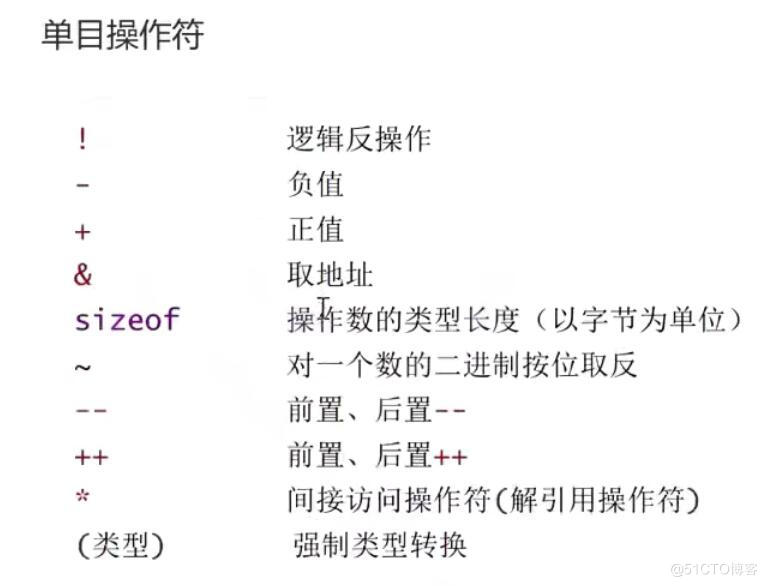 单目操作符
! 逻辑反操作
- 负值
+ 正值
& 取地址
sizeof 操作数的类型长度（以字节为单位）
~ 对一个数的二进制按位取反
-- 前置、后置--
++ 前置、后置++
* 间接访问操作符(解引用操作符)
(类型) 强制类型转换
@51CTO博客